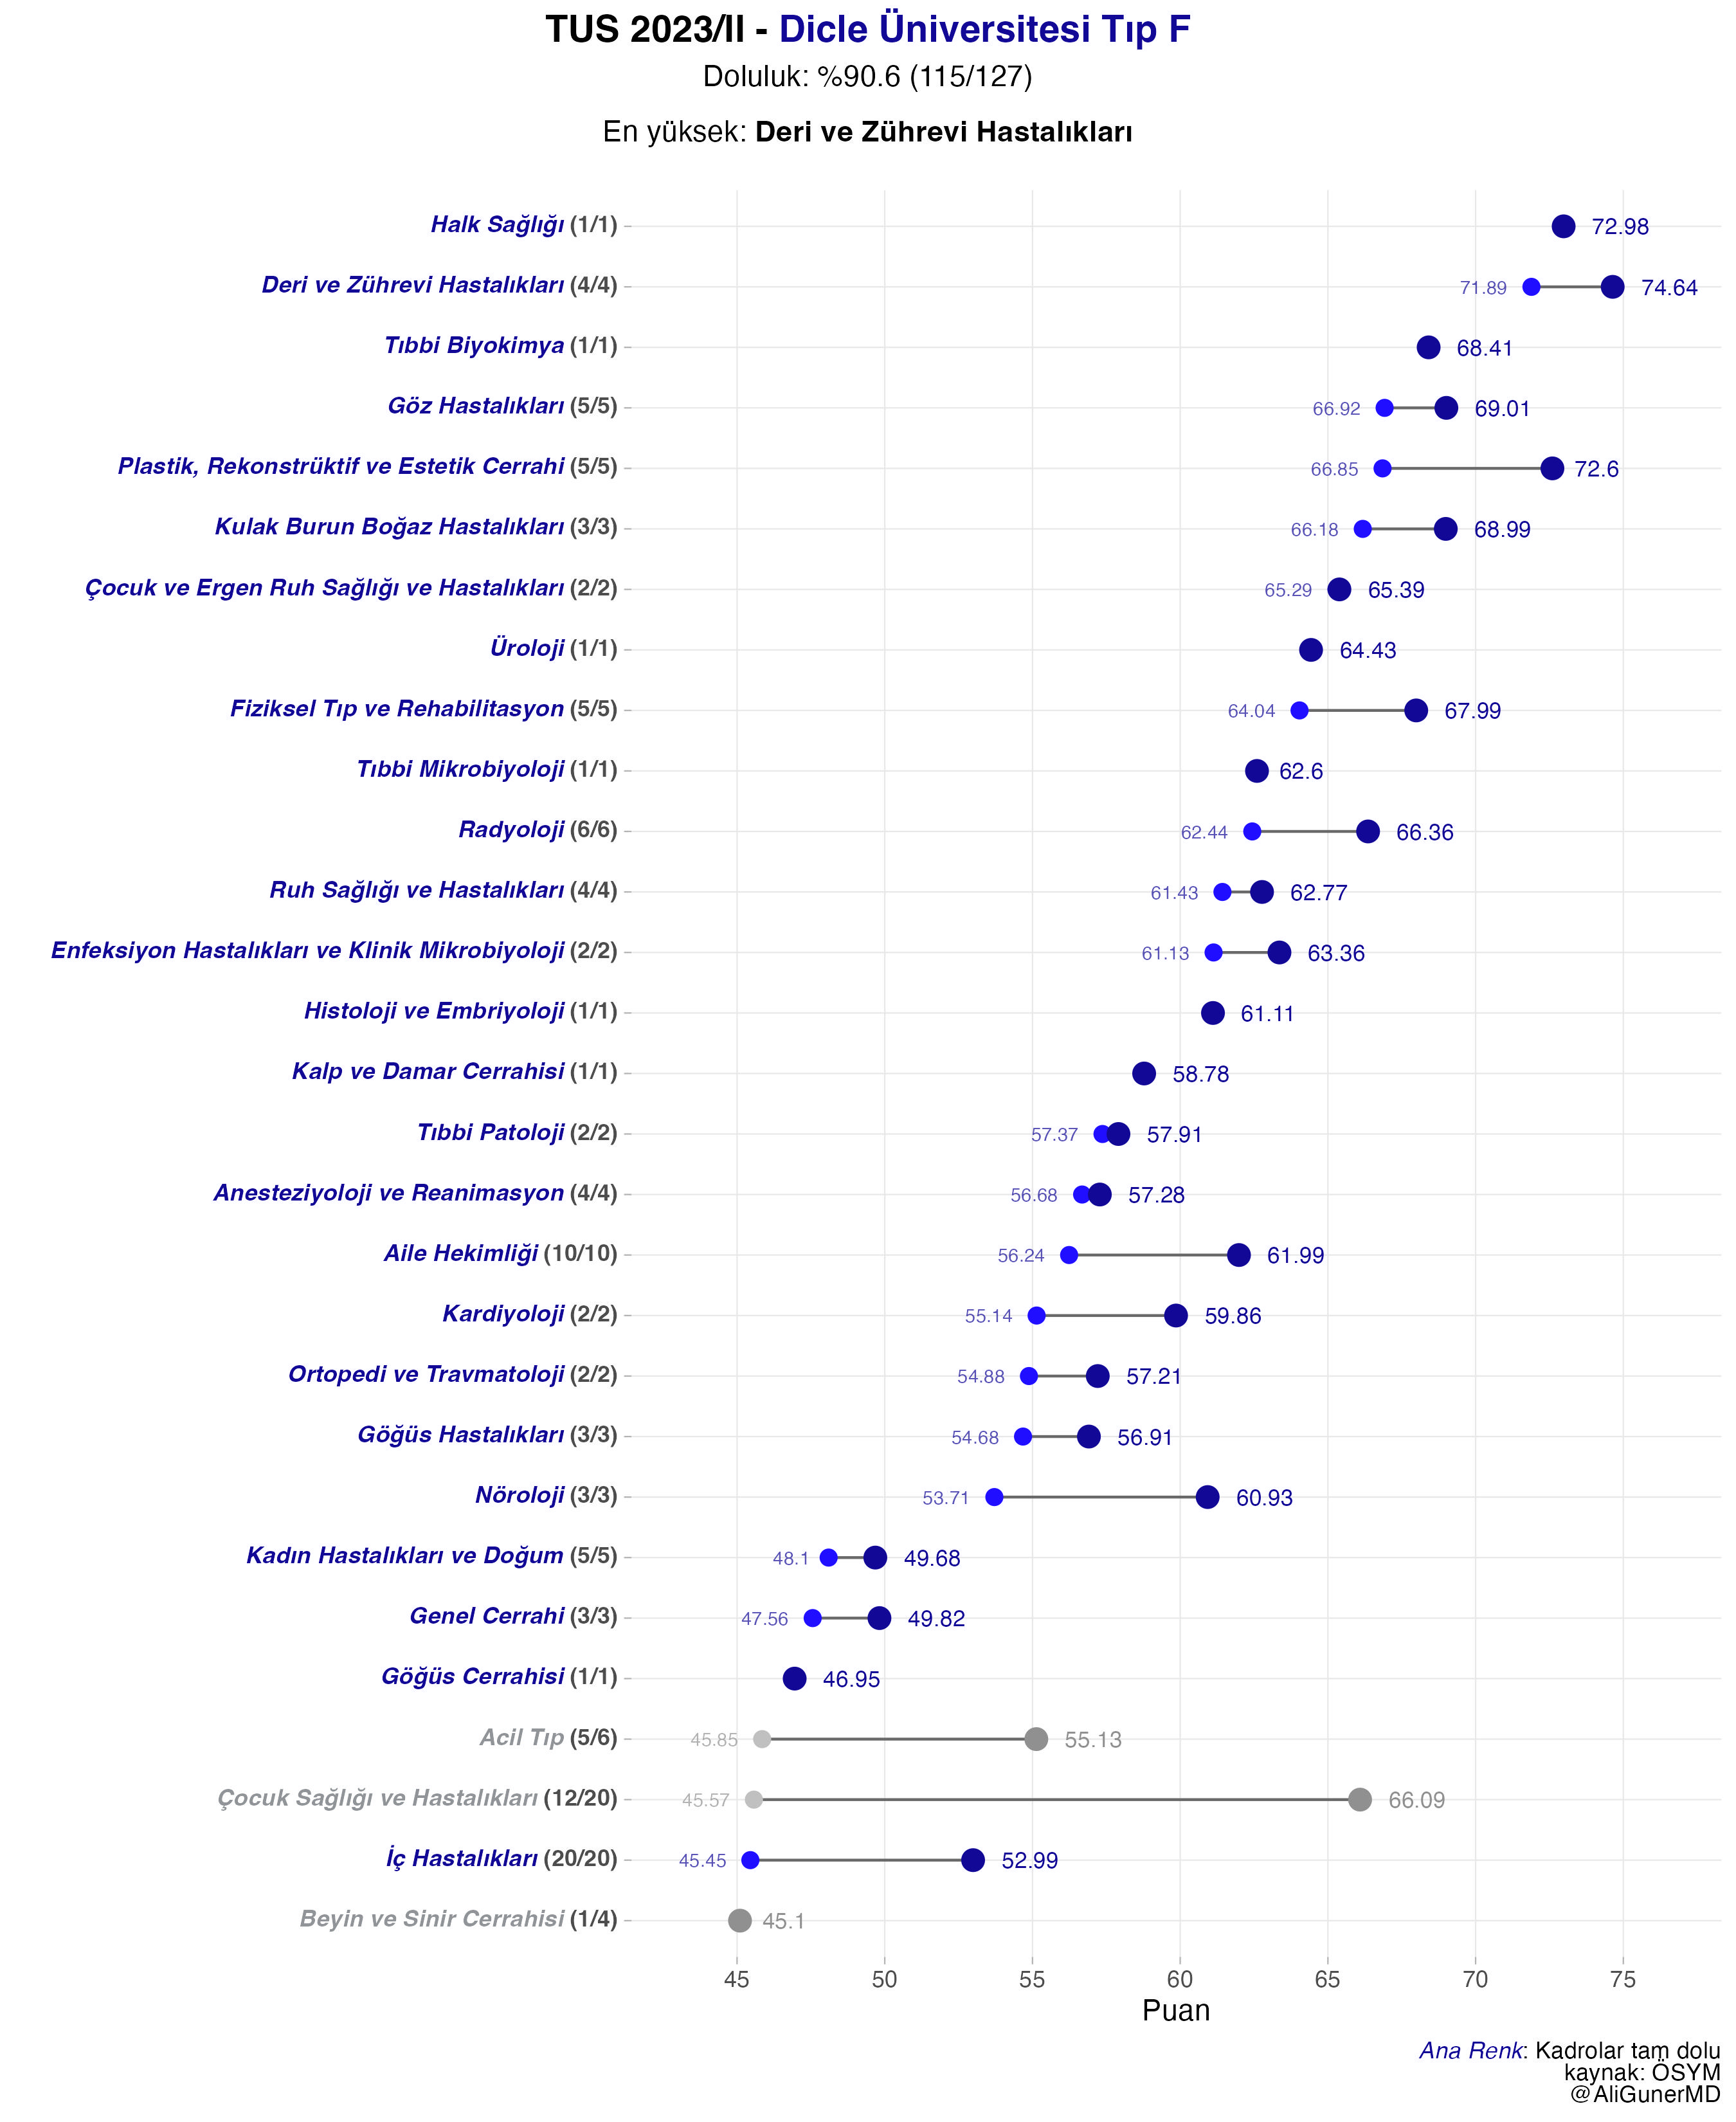 TUS 2023/II - Dicle Üniversitesi Tıp F
Doluluk: %90.6 (115/127)
En yüksek: Deri ve Zührevi Hastalıkları
Halk Sağlığı (1/1) 72.98
Deri ve Zührevi Hastalıkları (4/4) 71.89 74.64
Tıbbi Biyokimya (1/1) 68.41
Göz Hastalıkları (5/5) 66.92 69.01
Plastik, Rekonstrüktif ve Estetik Cerrahi (5/5) 66.85 72.6
Kulak Burun Boğaz Hastalıkları (3/3) 66.18 68.99
Çocuk ve Ergen Ruh Sağlığı ve Hastalıkları (2/2) 65.29 65.39
Üroloji (1/1) 64.43
Fiziksel Tıp ve Rehabilitasyon (5/5) 64.04 67.99
Tıbbi Mikrobiyoloji (1/1) 62.6
Radyoloji (6/6) 62.44 66.36
Ruh Sağlığı ve Hastalıkları (4/4) 61.43 62.77
Enfeksiyon Hastalıkları ve Klinik Mikrobiyoloji (2/2) 61.13 63.36
Histoloji ve Embriyoloji (1/1) 61.11
Kalp ve Damar Cerrahisi (1/1) 58.78
Tıbbi Patoloji (2/2) 57.37 57.91
Anesteziyoloji ve Reanimasyon (4/4) 56.68 57.28
Aile Hekimliği (10/10) 56.24 61.99
Kardiyoloji (2/2) 55.14 59.86
Ortopedi ve Travmatoloji (2/2) 54.88 57.21
Göğüs Hastalıkları (3/3) 54.68 56.91
Nöroloji (3/3) 53.71 60.93
Kadın Hastalıkları ve Doğum (5/5) 48.1 49.68
Genel Cerrahi (3/3) 47.56 49.82
Göğüs Cerrahisi (1/1) 46.95
Acil Tıp (5/6) 45.85 55.13
Çocuk Sağlığı ve Hastalıkları (12/20) 45.57 66.09
İç Hastalıkları (20/20) 45.45 52.99
Beyin ve Sinir Cerrahisi (1/4) 45.1
45 50 55 60 65 70 75
Puan
Ana Renk: Kadrolar tam dolu
kaynak: ÖSYM
@AliGunerMD